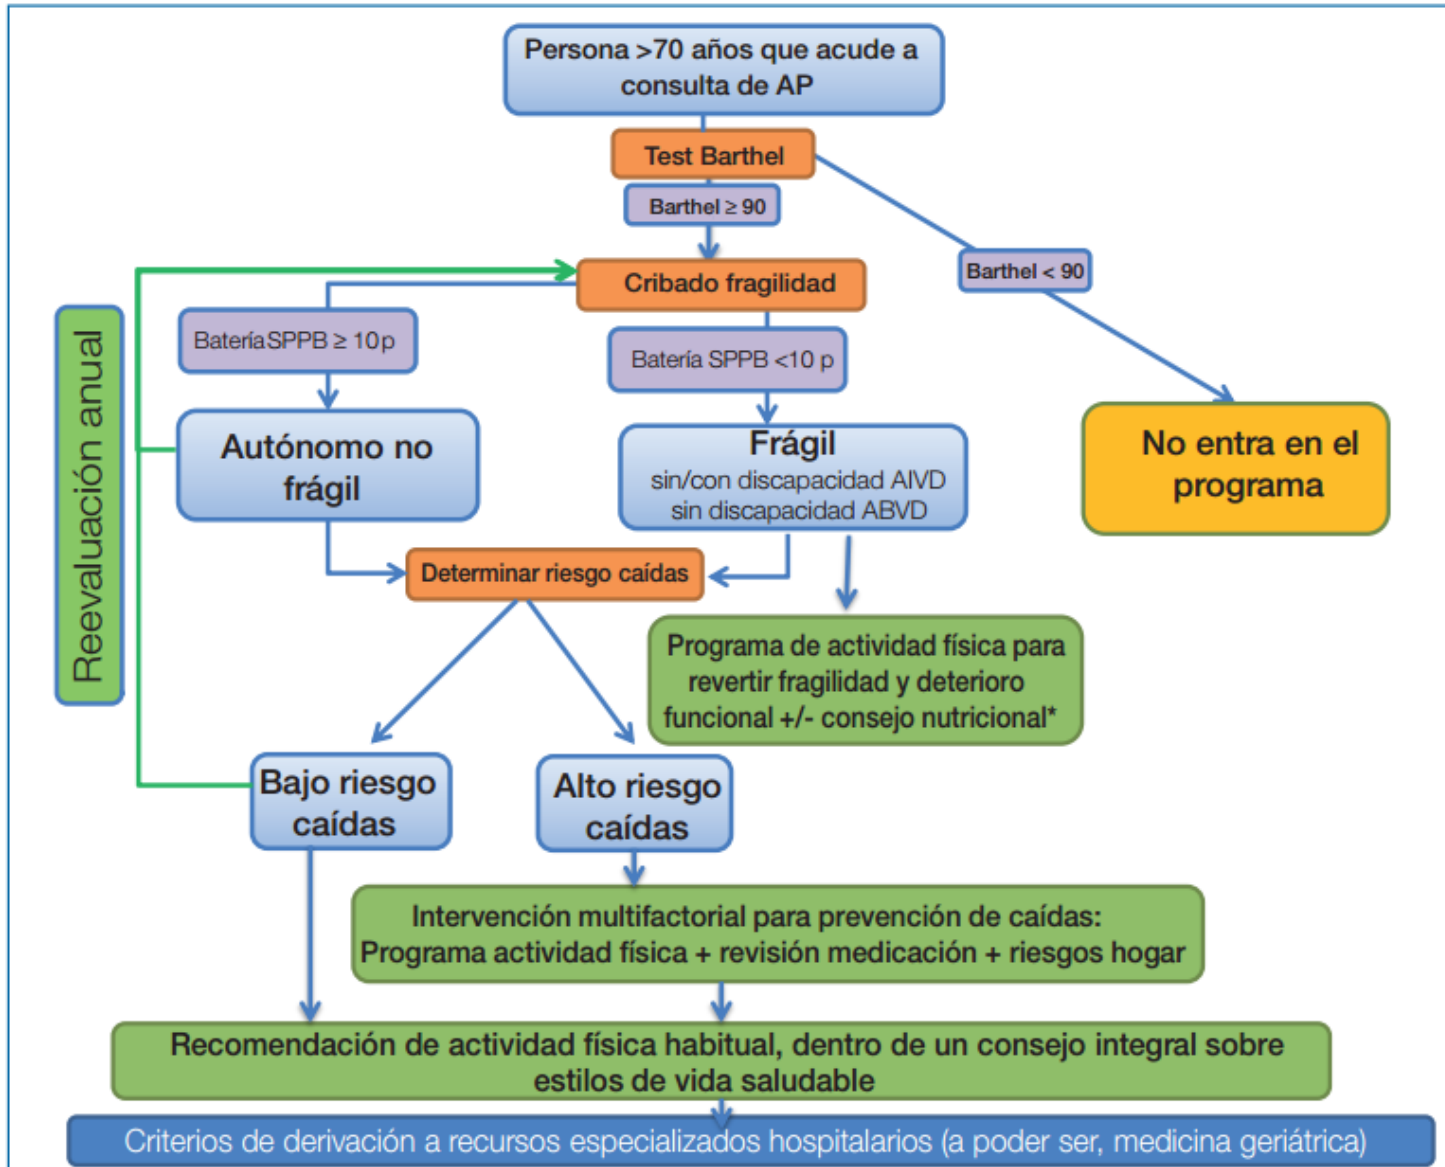 Persona >70 años que acude a
consulta de AP
Test Barthel
Barthel ≥ 90
Barthel < 90
Cribado fragilidad
Batería SPPB ≥ 10 p
Batería SPPB <10 p
Reevaluación anual
Autónomo no
frágil
Frágil
sin/con discapacidad AIVD
sin discapacidad ABVD
No entra en el
programa
Determinar riesgo caídas
Programa de actividad física para
revertir fragilidad y deterioro
funcional +/- consejo nutricional*
Bajo riesgo
caídas
Alto riesgo
caídas
Intervención multifactorial para prevención de caídas:
Programa actividad física + revisión medicación + riesgos hogar
Recomendación de actividad física habitual, dentro de un consejo integral sobre
estilos de vida saludable
Criterios de derivación a recursos especializados hospitalarios (a poder ser, medicina geriátrica)